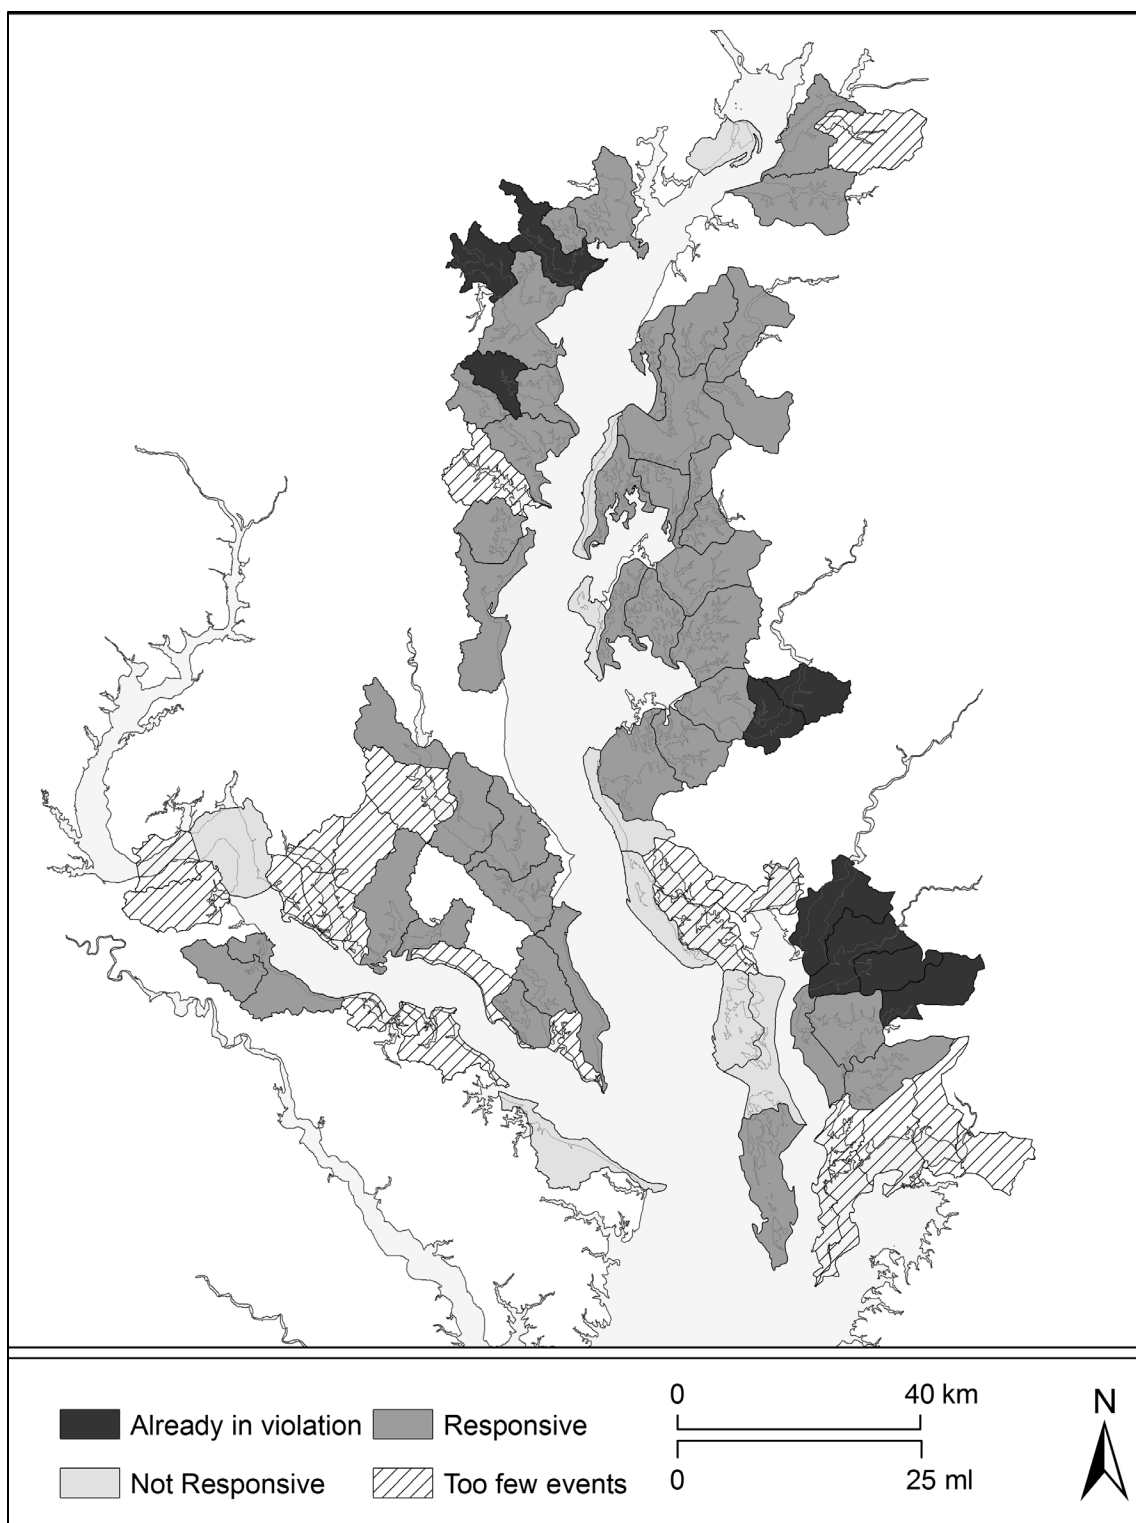 0 40 km
N
Already in violation Responsive
0 25 ml
Not Responsive Too few events